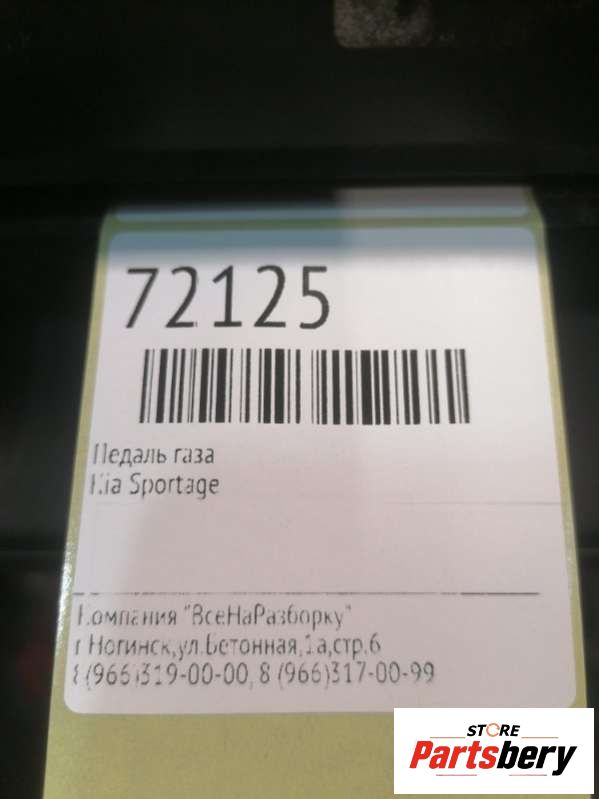 72125
Педаль газа
Kia Sportage
Компания "ВсеНаРазборку"
г Ногинск,ул.Бетонная,1а,стр.6
8 (966)319-00-00, 8 (966)317-00-99
STORE
Partsbery